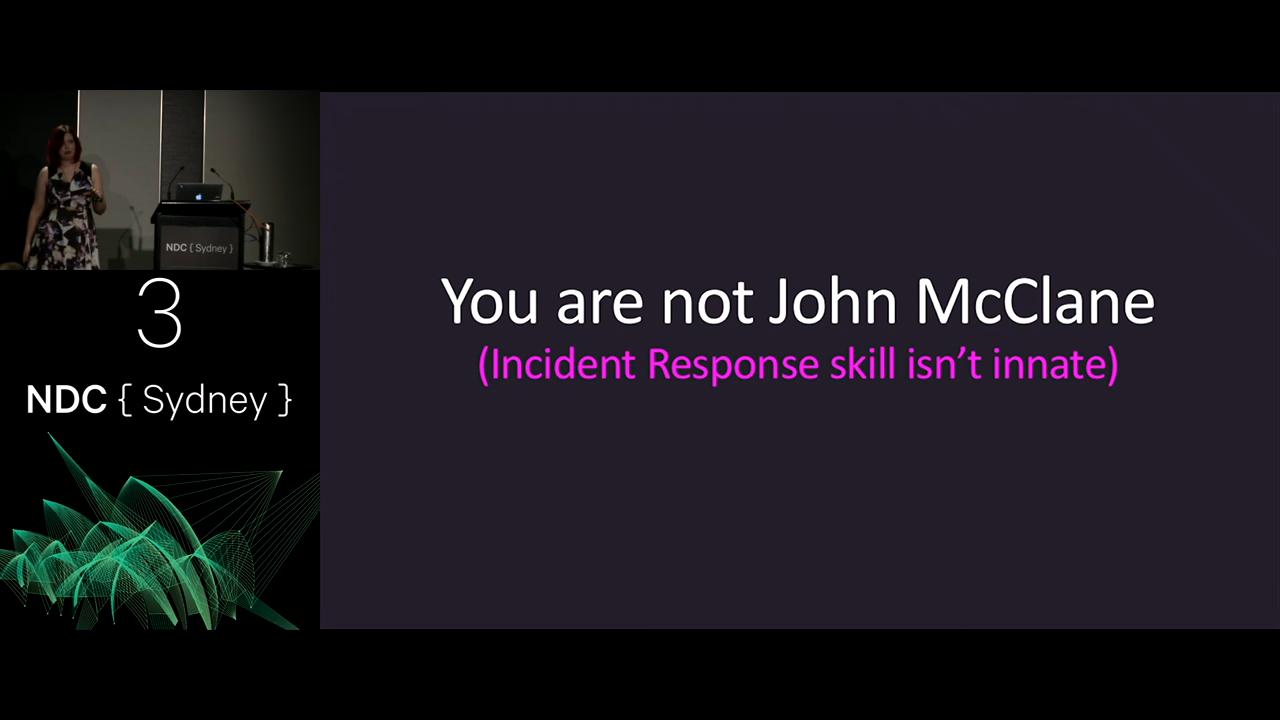 NDC { Sydney }
3
NDC { Sydney }
You are not John McClane
(Incident Response skill isn’t innate)